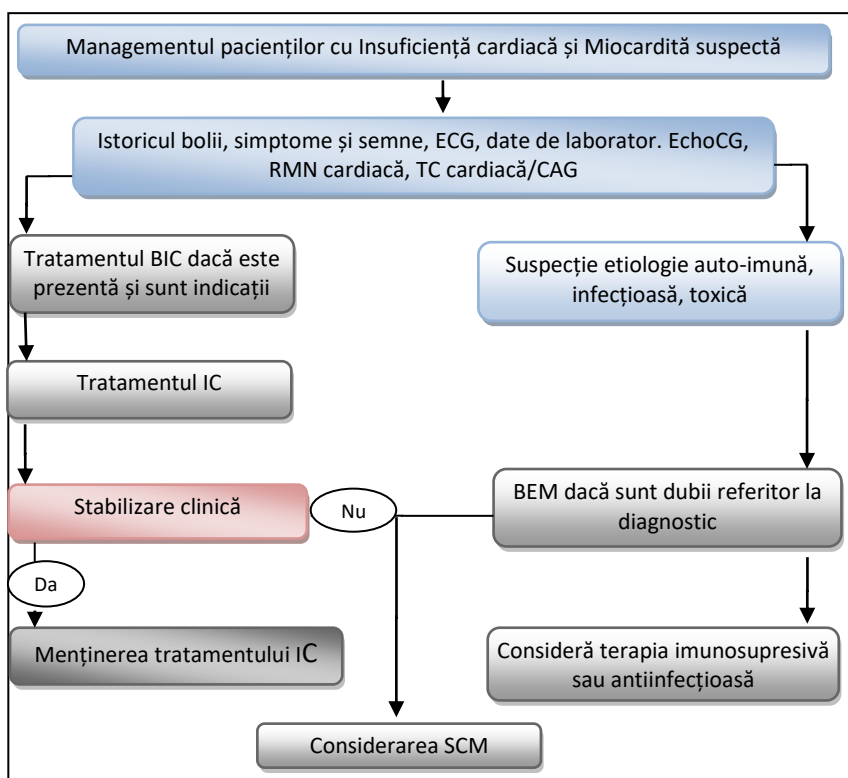 Managementul pacienților cu Insuficiență cardiacă și Miocardită suspectă
Istoricul bolii, simptome și semne, ECG, date de laborator. EchoCG,
RMN cardiacă, TC cardiacă/CAG
Tratamentul BIC dacă este
prezentă și sunt indicații
Suspecție etiologie auto-imună,
infecțioasă, toxică
Tratamentul IC
Stabilizare clinică
Nu
BEM dacă sunt dubii referitor la
diagnostic
Da
Menținerea tratamentului IC
Consideră terapia imunosupresivă
sau antiinfecțioasă
Considerarea SCM